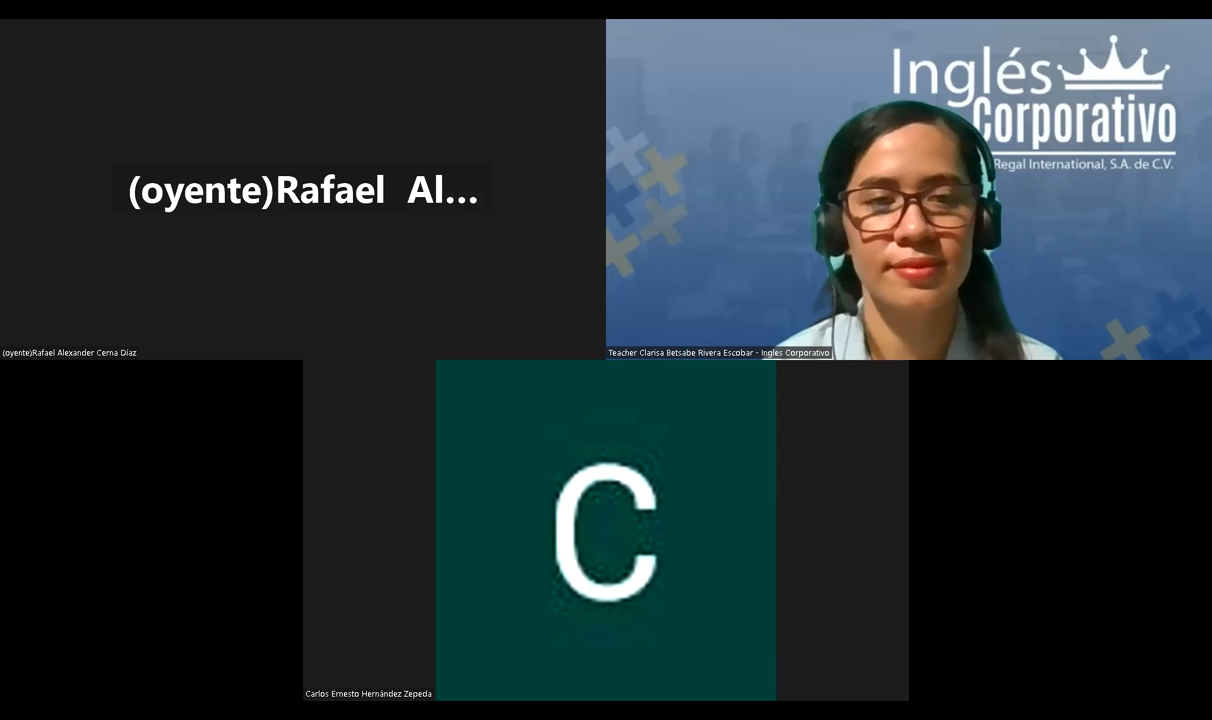 (oyente)Rafael Al...
(oyente)Rafael Alexander Cerna Díaz
Inglés
Corporativo
Regal International, S.A. de C.V.
Teacher Clarisa Betsabe Rivera Escobar - Ingles Corporativo
C
Carlos Ernesto Hernández Zepeda